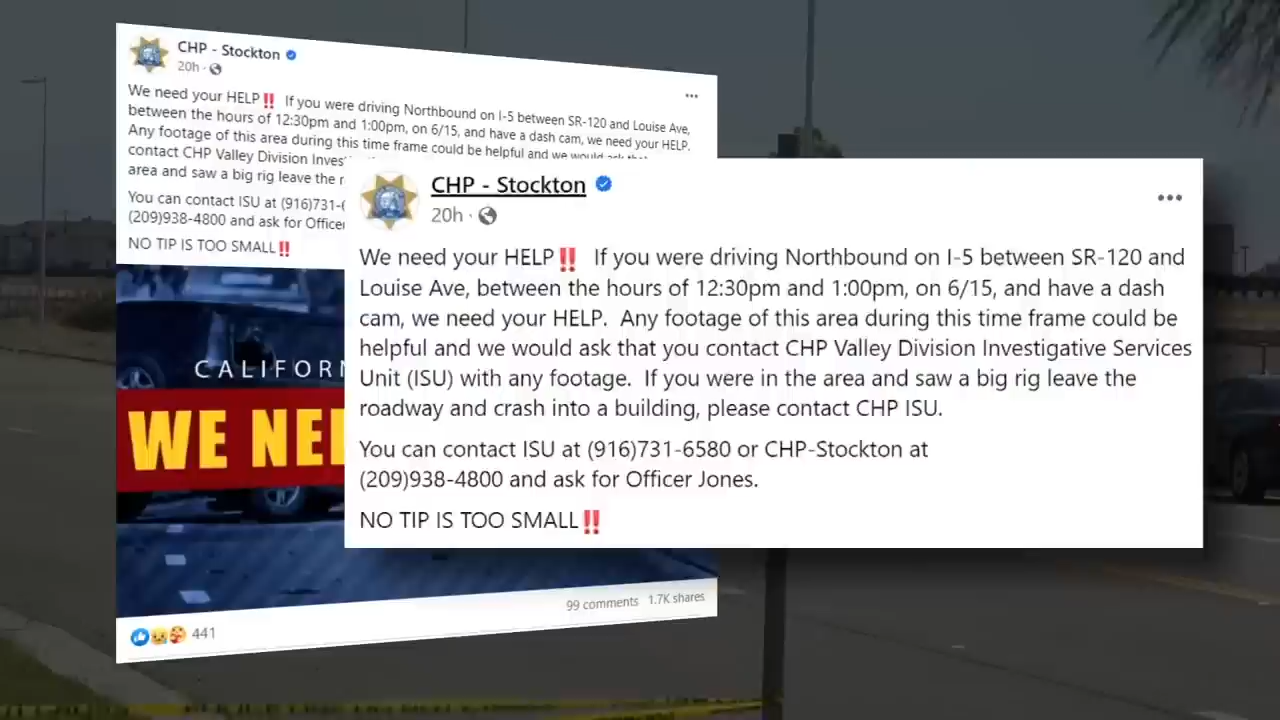 CHP - Stockton
20h ·
We need your HELP‼ If you were driving Northbound on I-5 between SR-120 and Louise Ave,
between the hours of 12:30pm and 1:00pm, on 6/15, and have a dash cam, we need your HELP.
Any footage of this area during this time frame could be helpful and we would ask that
contact CHP Valley Division
area and saw a big rig leave the
You can contact ISU at (916)731-
(209)938-4800 and ask for Officer
NO TIP IS TOO SMALL‼
CALIFOR
WE NE
99 comments 1.7K shares
441
CHP - Stockton
20h ·
We need your HELP‼ If you were driving Northbound on I-5 between SR-120 and
Louise Ave, between the hours of 12:30pm and 1:00pm, on 6/15, and have a dash
cam, we need your HELP. Any footage of this area during this time frame could be
helpful and we would ask that you contact CHP Valley Division Investigative Services
Unit (ISU) with any footage. If you were in the area and saw a big rig leave the
roadway and crash into a building, please contact CHP ISU.
You can contact ISU at (916)731-6580 or CHP-Stockton at
(209)938-4800 and ask for Officer Jones.
NO TIP IS TOO SMALL‼